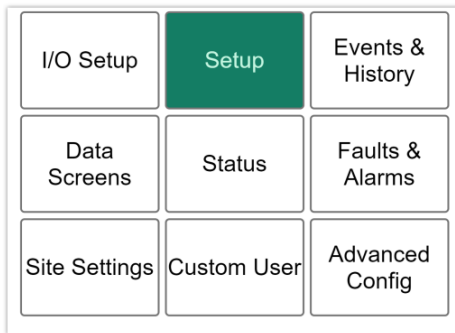 I/O Setup
Setup
Events &
History
Data
Screens
Status
Faults &
Alarms
Site Settings
Custom User
Advanced
Config